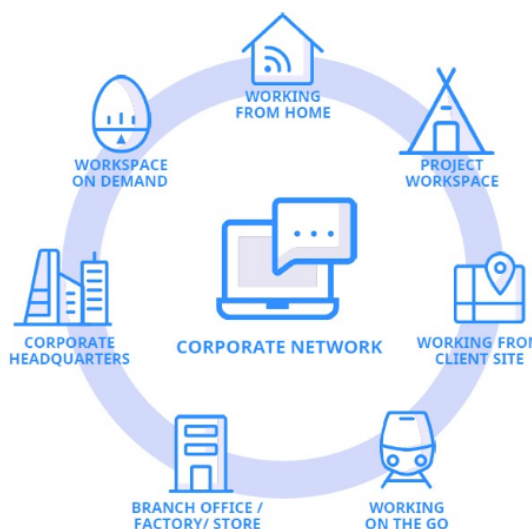 WORKING
FROM HOME
PROJECT
WORKSPACE
WORKING FROM
CLIENT SITE
WORKING
ON THE GO
BRANCH OFFICE /
FACTORY/ STORE
CORPORATE
HEADQUARTERS
WORKSPACE
ON DEMAND
CORPORATE NETWORK